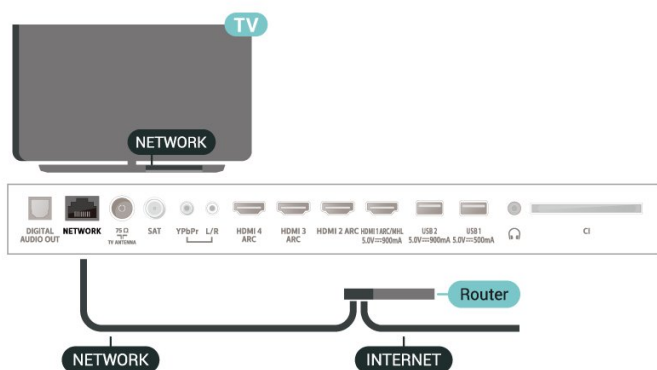 TV
NETWORK
DIGITAL
AUDIO OUT
NETWORK
75 Ω
TV ANTENNA
SAT
YPbPr L/R
HDMI 4
ARC
HDMI 3
ARC
HDMI 2 ARC
HDMI 1 ARC/MHL
5.0V⎓900mA
USB 2
5.0V⎓900mA
USB 1
5.0V⎓500mA
CI
Router
NETWORK
INTERNET